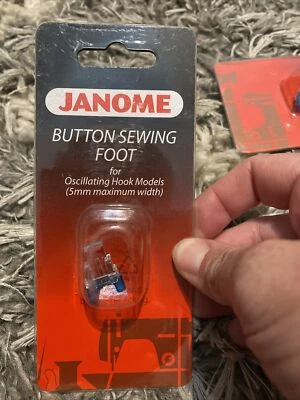 JANOME
BUTTON SEWING
FOOT
for
Oscillating Hook Models
(5mm maximum width)